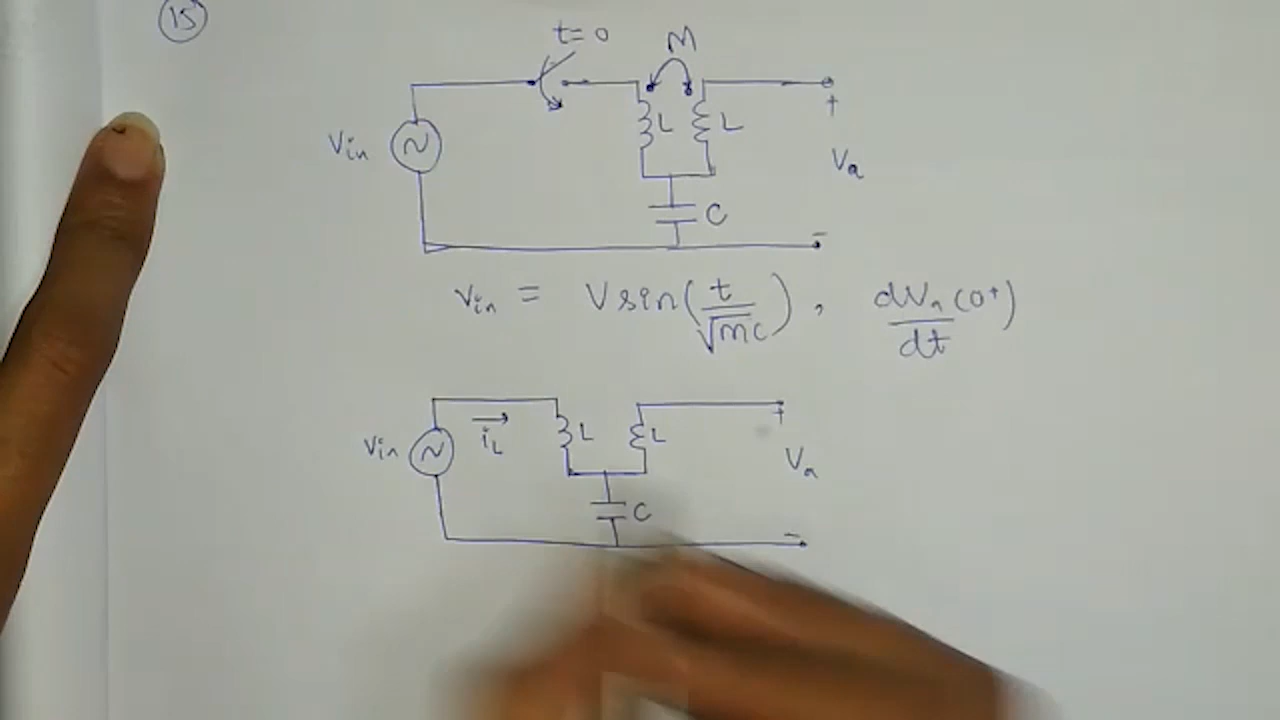 15
t=0
M
L L
+
Vin
Va
C
-
Vin = V sin(t/√mc), dVa(0+)/dt
iL
+
L L
Vin
Va
C
-